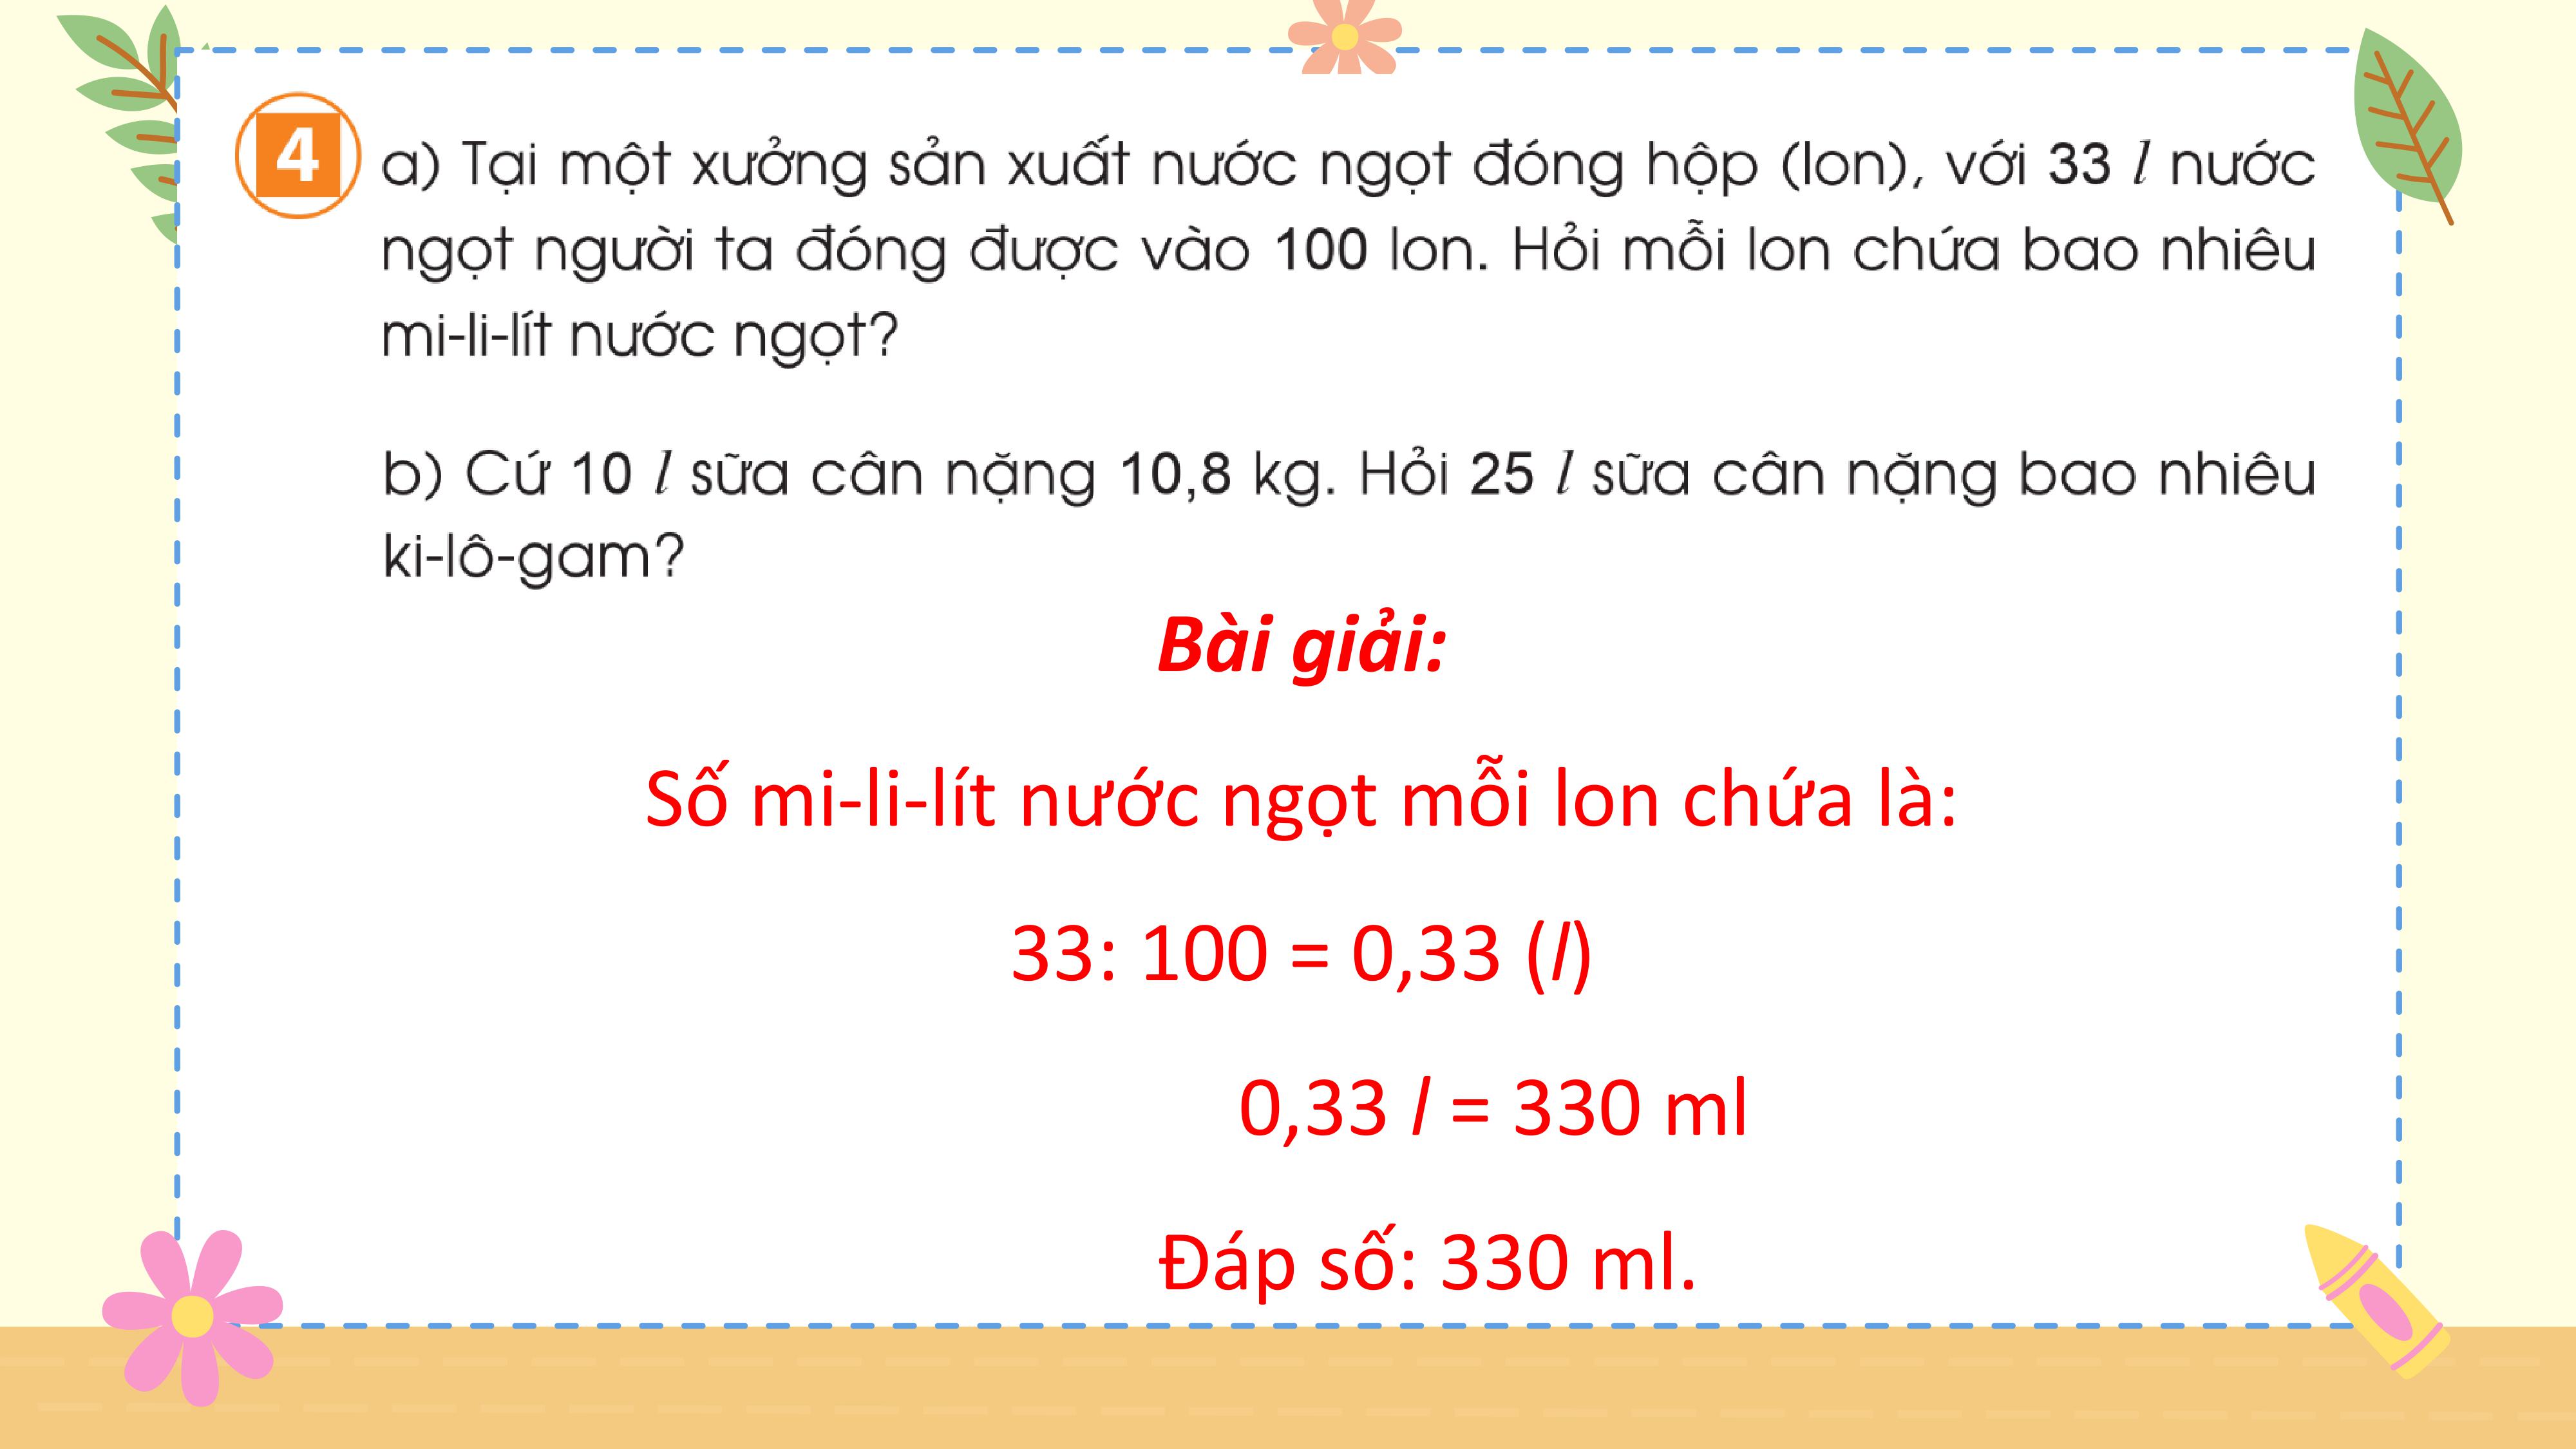 4
a) Tại một xưởng sản xuất nước ngọt đóng hộp (lon), với 33 l nước
ngọt người ta đóng được vào 100 lon. Hỏi mỗi lon chứa bao nhiêu
mi-li-lít nước ngọt?
b) Cứ 10 l sữa cân nặng 10,8 kg. Hỏi 25 l sữa cân nặng bao nhiêu
ki-lô-gam?
Bài giải:
Số mi-li-lít nước ngọt mỗi lon chứa là:
33: 100 = 0,33 (l)
0,33 l = 330 ml
Đáp số: 330 ml.